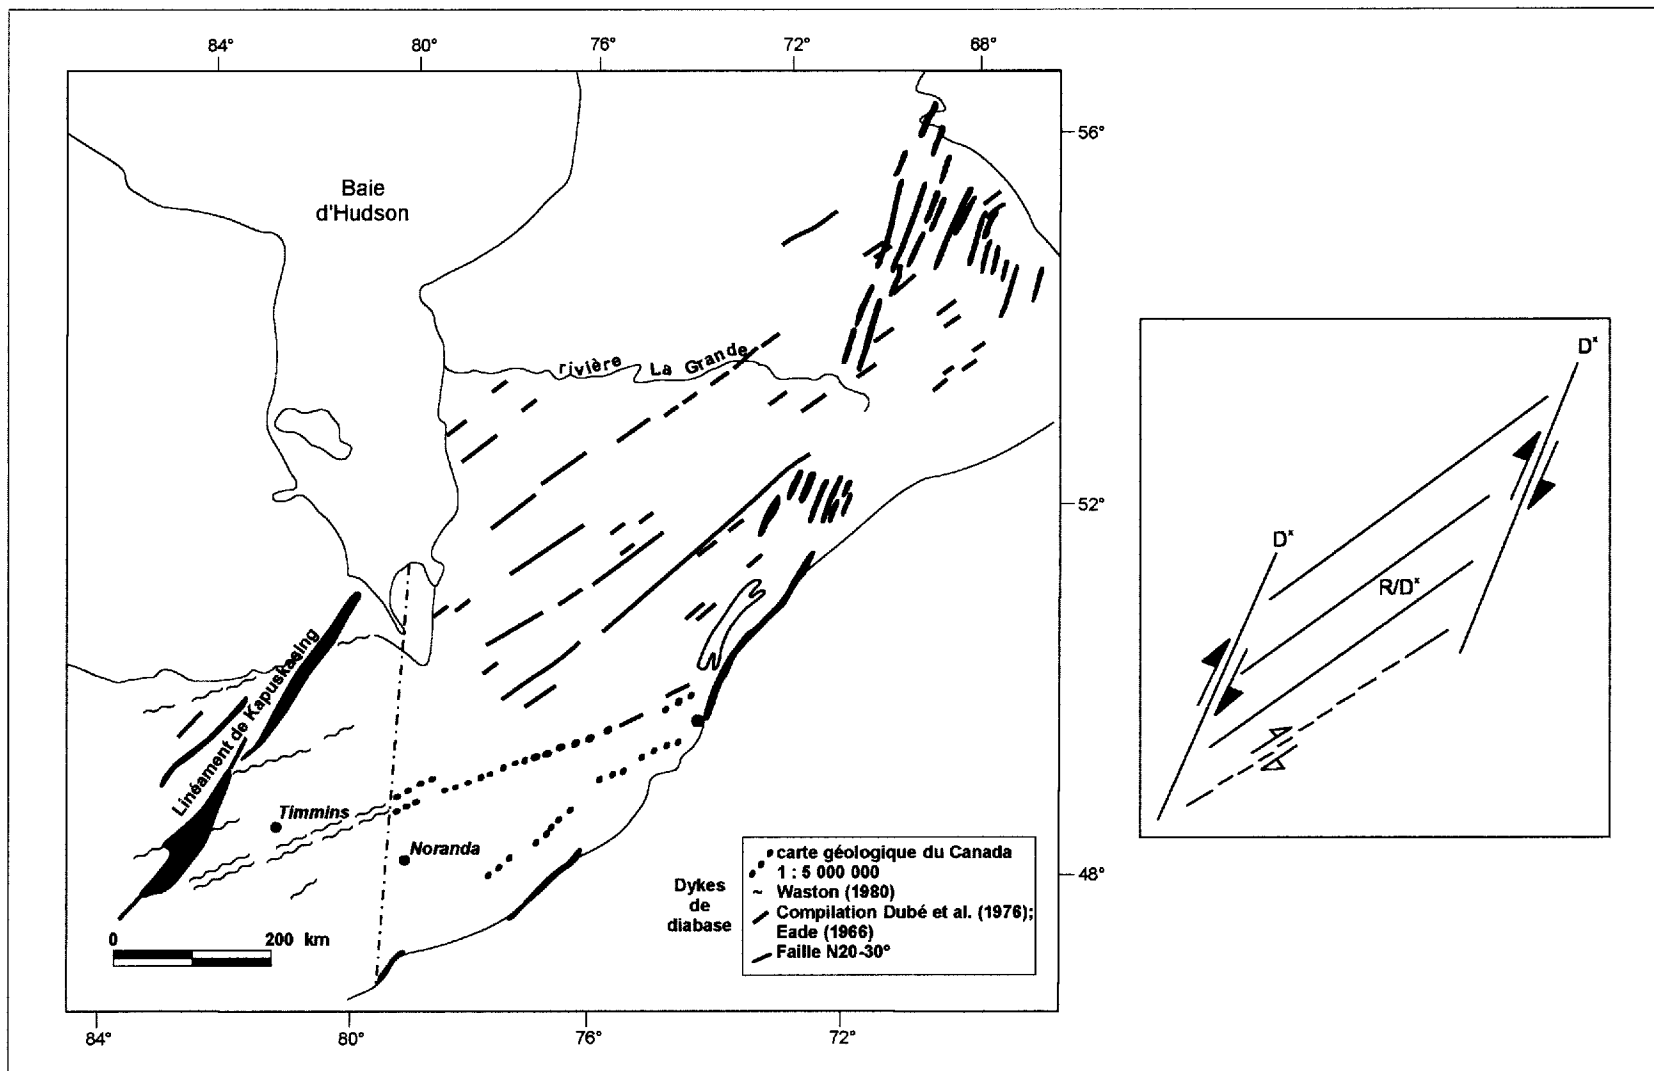 84°
80°
76°
72°
68°
56°
Baie
d'Hudson
rivière La Grande
52°
Linéament de Kapuskasing
Timmins
Noranda
48°
0 200 km
Dykes
de
diabase
carte géologique du Canada
1 : 5 000 000
Waston (1980)
Compilation Dubé et al. (1976);
Eade (1966)
Faille N20-30°
84°
80°
76°
72°
Dˣ
Dˣ
R/Dˣ